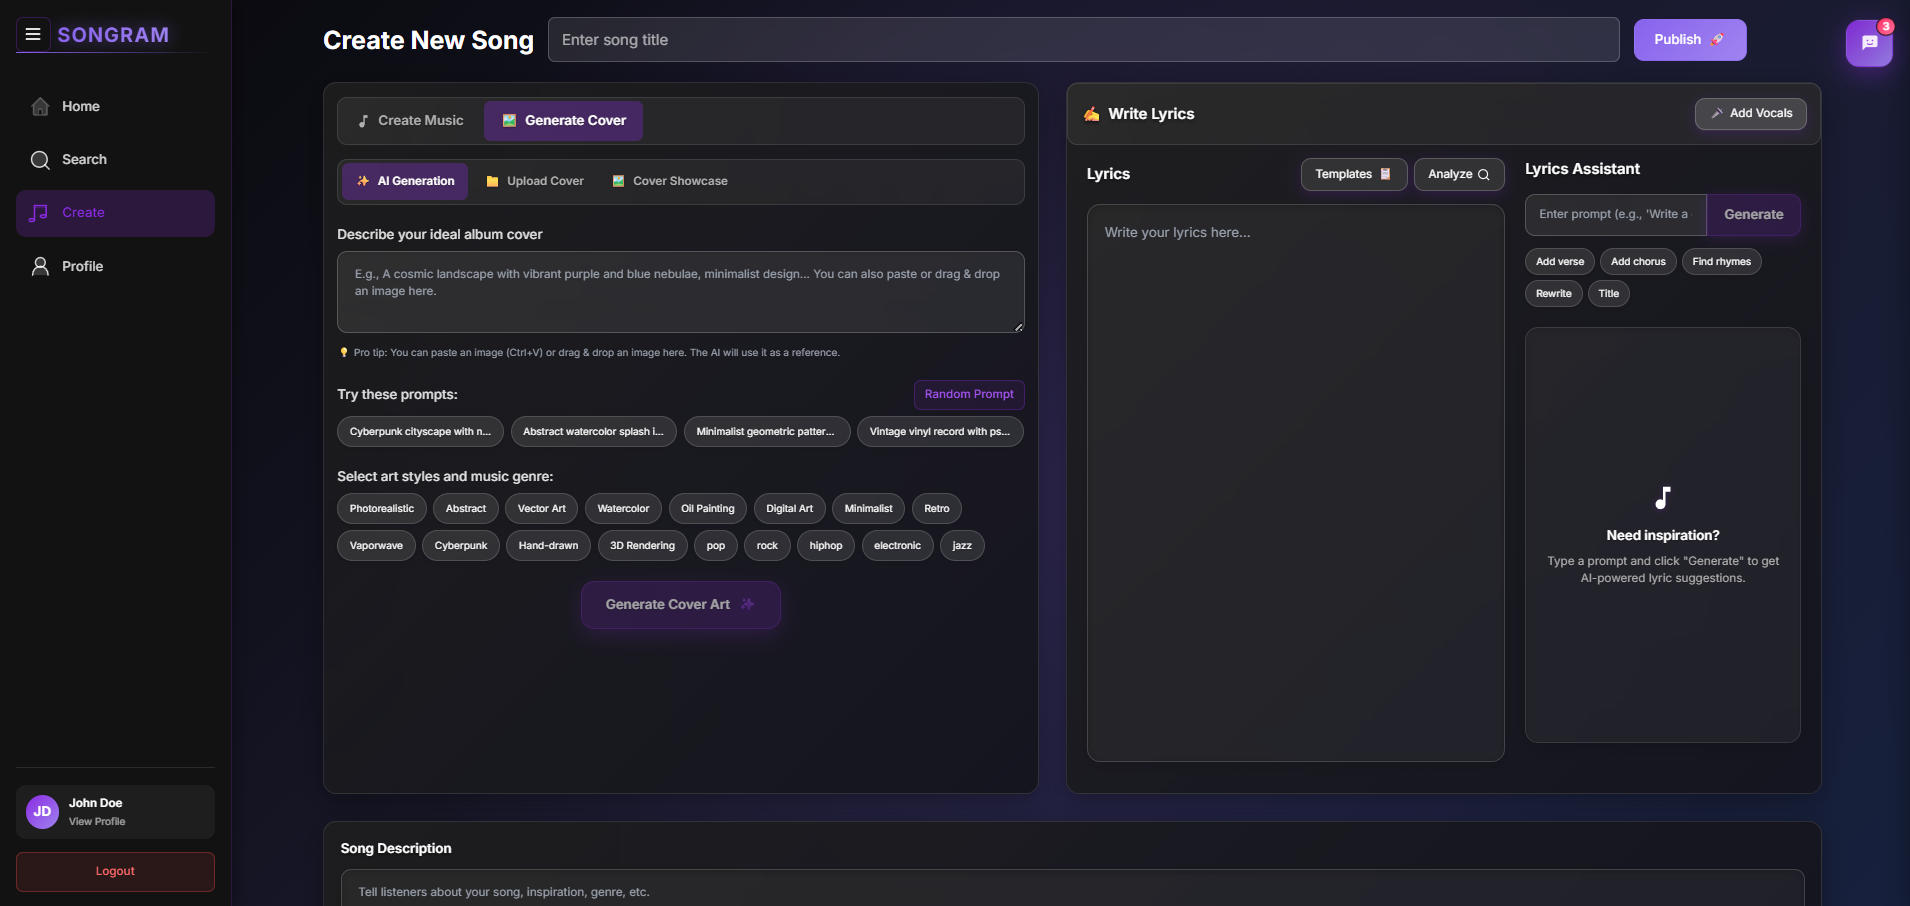 SONGRAM
Home
Search
Create
Profile
JD
John Doe
View Profile
Logout
Create New Song
Enter song title
Publish
3
Create Music
Generate Cover
AI Generation
Upload Cover
Cover Showcase
Describe your ideal album cover
E.g., A cosmic landscape with vibrant purple and blue nebulae, minimalist design... You can also paste or drag & drop
an image here.
Pro tip: You can paste an image (Ctrl+V) or drag & drop an image here. The AI will use it as a reference.
Try these prompts:
Random Prompt
Cyberpunk cityscape with n...
Abstract watercolor splash i...
Minimalist geometric patter...
Vintage vinyl record with ps...
Select art styles and music genre:
Photorealistic
Abstract
Vector Art
Watercolor
Oil Painting
Digital Art
Minimalist
Retro
Vaporwave
Cyberpunk
Hand-drawn
3D Rendering
pop
rock
hiphop
electronic
jazz
Generate Cover Art
Write Lyrics
Add Vocals
Lyrics
Templates
Analyze
Write your lyrics here...
Lyrics Assistant
Enter prompt (e.g., 'Write a
Generate
Add verse
Add chorus
Find rhymes
Rewrite
Title
Need inspiration?
Type a prompt and click "Generate" to get
AI-powered lyric suggestions.
Song Description
Tell listeners about your song, inspiration, genre, etc.